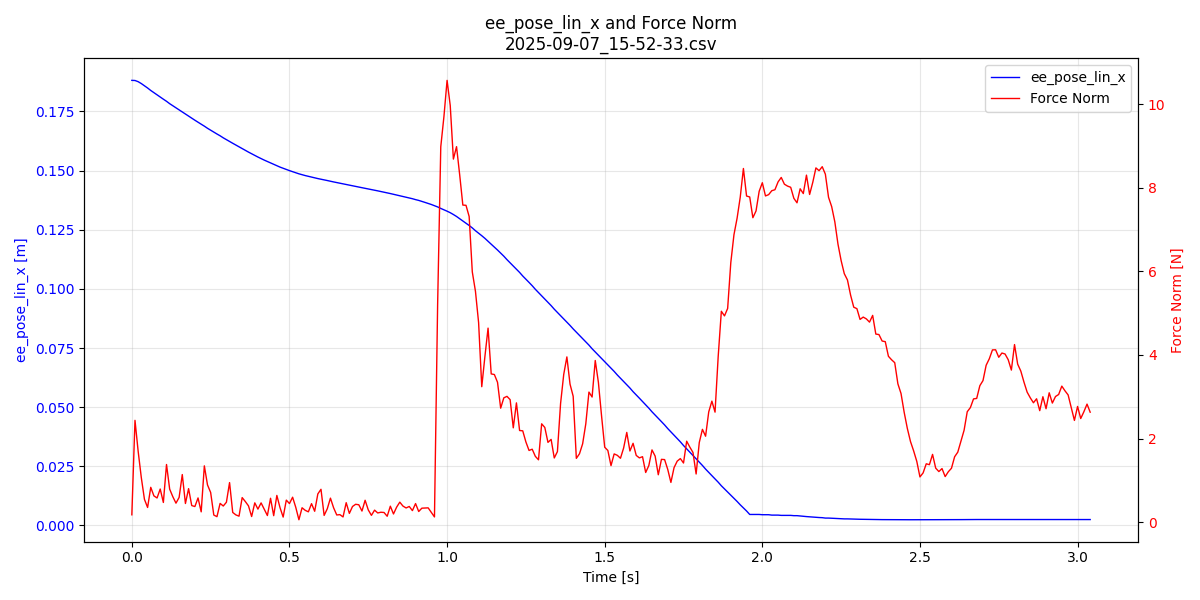 ee_pose_lin_x and Force Norm
2025-09-07_15-52-33.csv
ee_pose_lin_x
Force Norm
ee_pose_lin_x [m]
0.175
0.150
0.125
0.100
0.075
0.050
0.025
0.000
10
8
6
4
2
0
Force Norm [N]
0.0 0.5 1.0 1.5 2.0 2.5 3.0
Time [s]